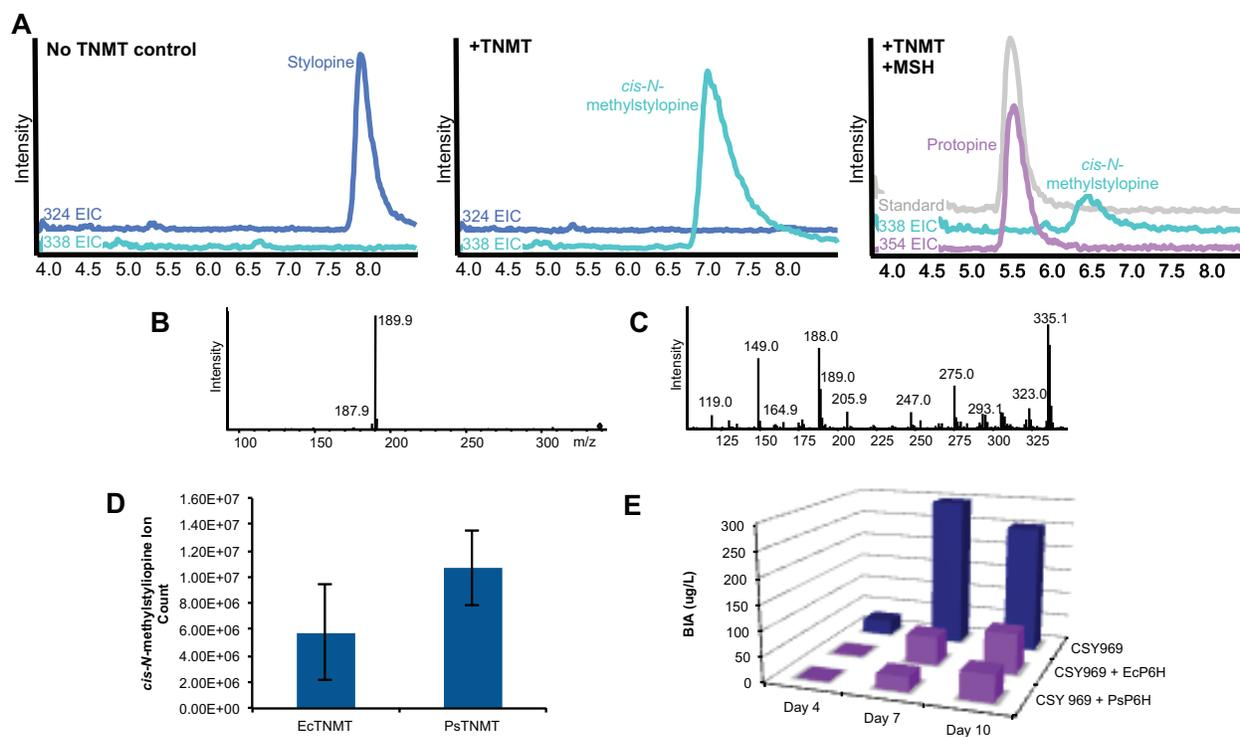 A
No TNMT control
Stylopine
Intensity
324 EIC
338 EIC
4.0 4.5 5.0 5.5 6.0 6.5 7.0 7.5 8.0
+TNMT
cis-N-
methylstylopine
Intensity
324 EIC
338 EIC
4.0 4.5 5.0 5.5 6.0 6.5 7.0 7.5 8.0
+TNMT
+MSH
Protopine
cis-N-
methylstylopine
Intensity
Standard
338 EIC
354 EIC
4.0 4.5 5.0 5.5 6.0 6.5 7.0 7.5 8.0
B
Intensity
189.9
187.9
100 150 200 250 300 m/z
C
Intensity
335.1
188.0
149.0
189.0
275.0
119.0
164.9
205.9
247.0
293.1
323.0
125 150 175 200 225 250 275 300 325
D
cis-N-methylstyliopine Ion
Count
1.60E+07
1.40E+07
1.20E+07
1.00E+07
8.00E+06
6.00E+06
4.00E+06
2.00E+06
0.00E+00
EcTNMT
PsTNMT
E
BIA (ug/L)
300
250
200
150
100
50
0
Day 4
Day 7
Day 10
CSY969
CSY969 + EcP6H
CSY 969 + PsP6H